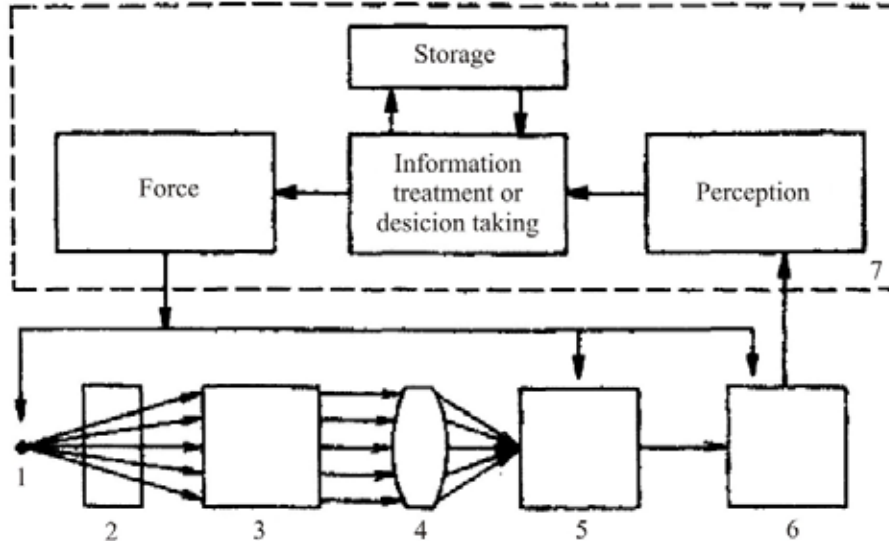 Storage
Force
Information
treatment or
desicion taking
Perception
7
1
2
3
4
5
6